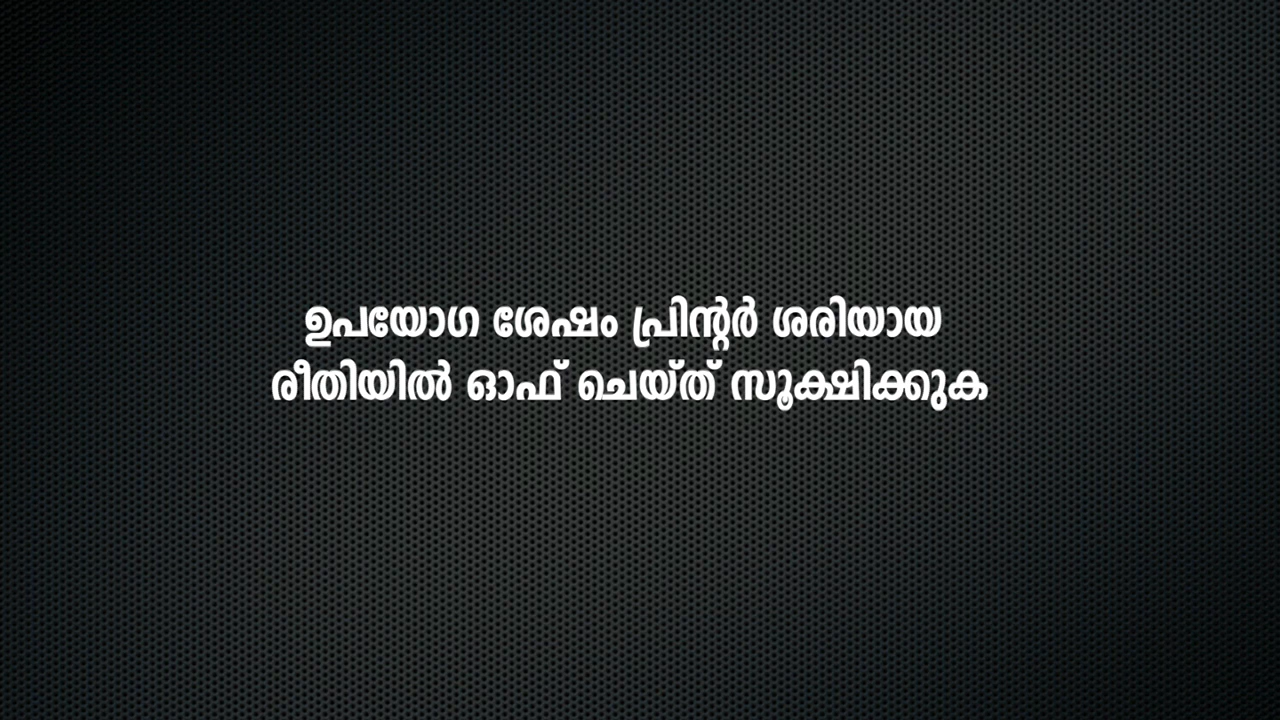 ഉപയോഗ ശേഷം പ്രിന്റർ ശരിയായ
രീതിയിൽ ഓഫ് ചെയ്ത് സൂക്ഷിക്കുക